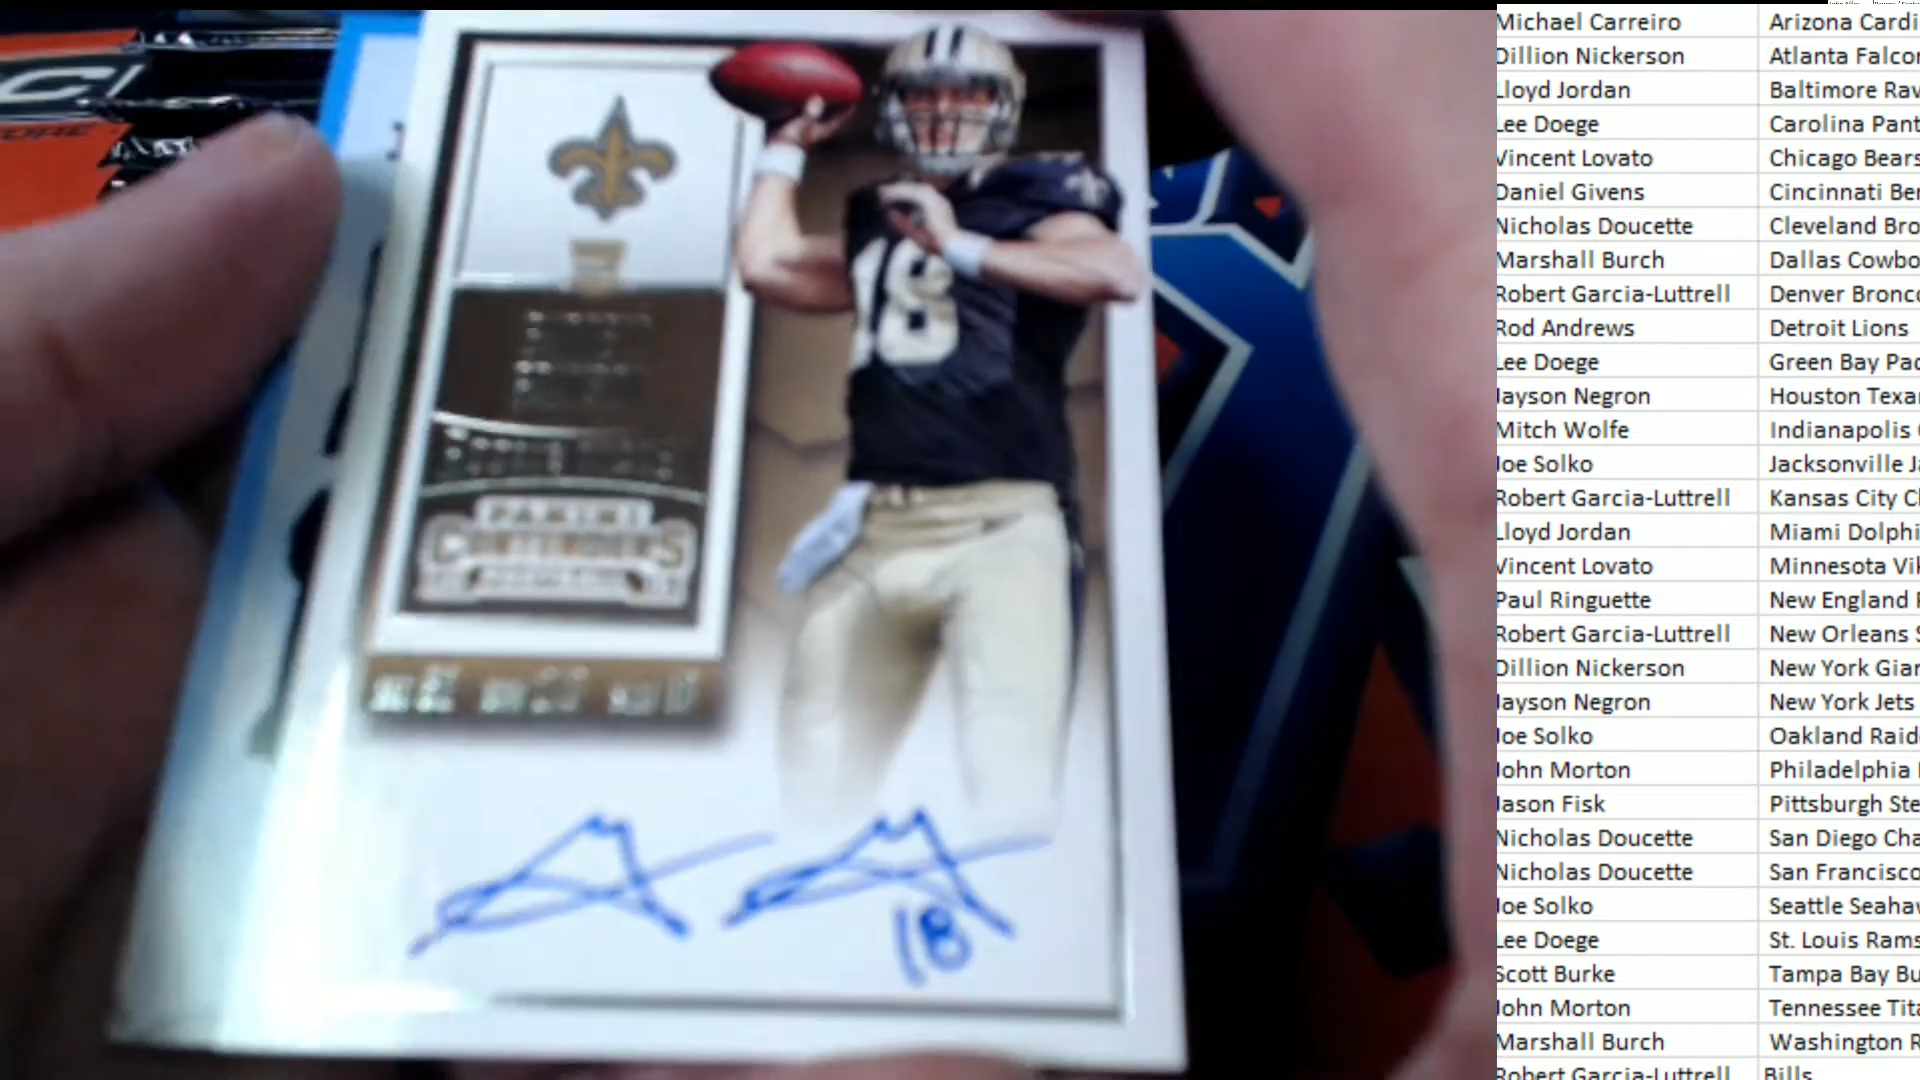 18
PANINI
CONTENDERS
18
Michael Carreiro Arizona Cardi
Dillion Nickerson Atlanta Falco
Lloyd Jordan Baltimore Rav
Lee Doege Carolina Pant
Vincent Lovato Chicago Bears
Daniel Givens Cincinnati Be
Nicholas Doucette Cleveland Bro
Marshall Burch Dallas Cowbo
Robert Garcia-Luttrell Denver Bronc
Rod Andrews Detroit Lions
Lee Doege Green Bay Pac
Jayson Negron Houston Texa
Mitch Wolfe Indianapolis
Joe Solko Jacksonville Ja
Robert Garcia-Luttrell Kansas City C
Lloyd Jordan Miami Dolphi
Vincent Lovato Minnesota Vik
Paul Ringuette New England
Robert Garcia-Luttrell New Orleans S
Dillion Nickerson New York Gian
Jayson Negron New York Jets
Joe Solko Oakland Raid
John Morton Philadelphia
Jason Fisk Pittsburgh Ste
Nicholas Doucette San Diego Cha
Nicholas Doucette San Francisco
Joe Solko Seattle Seahaw
Lee Doege St. Louis Rams
Scott Burke Tampa Bay Bu
John Morton Tennessee Tita
Marshall Burch Washington R
Robert Garcia-Luttrell Bills